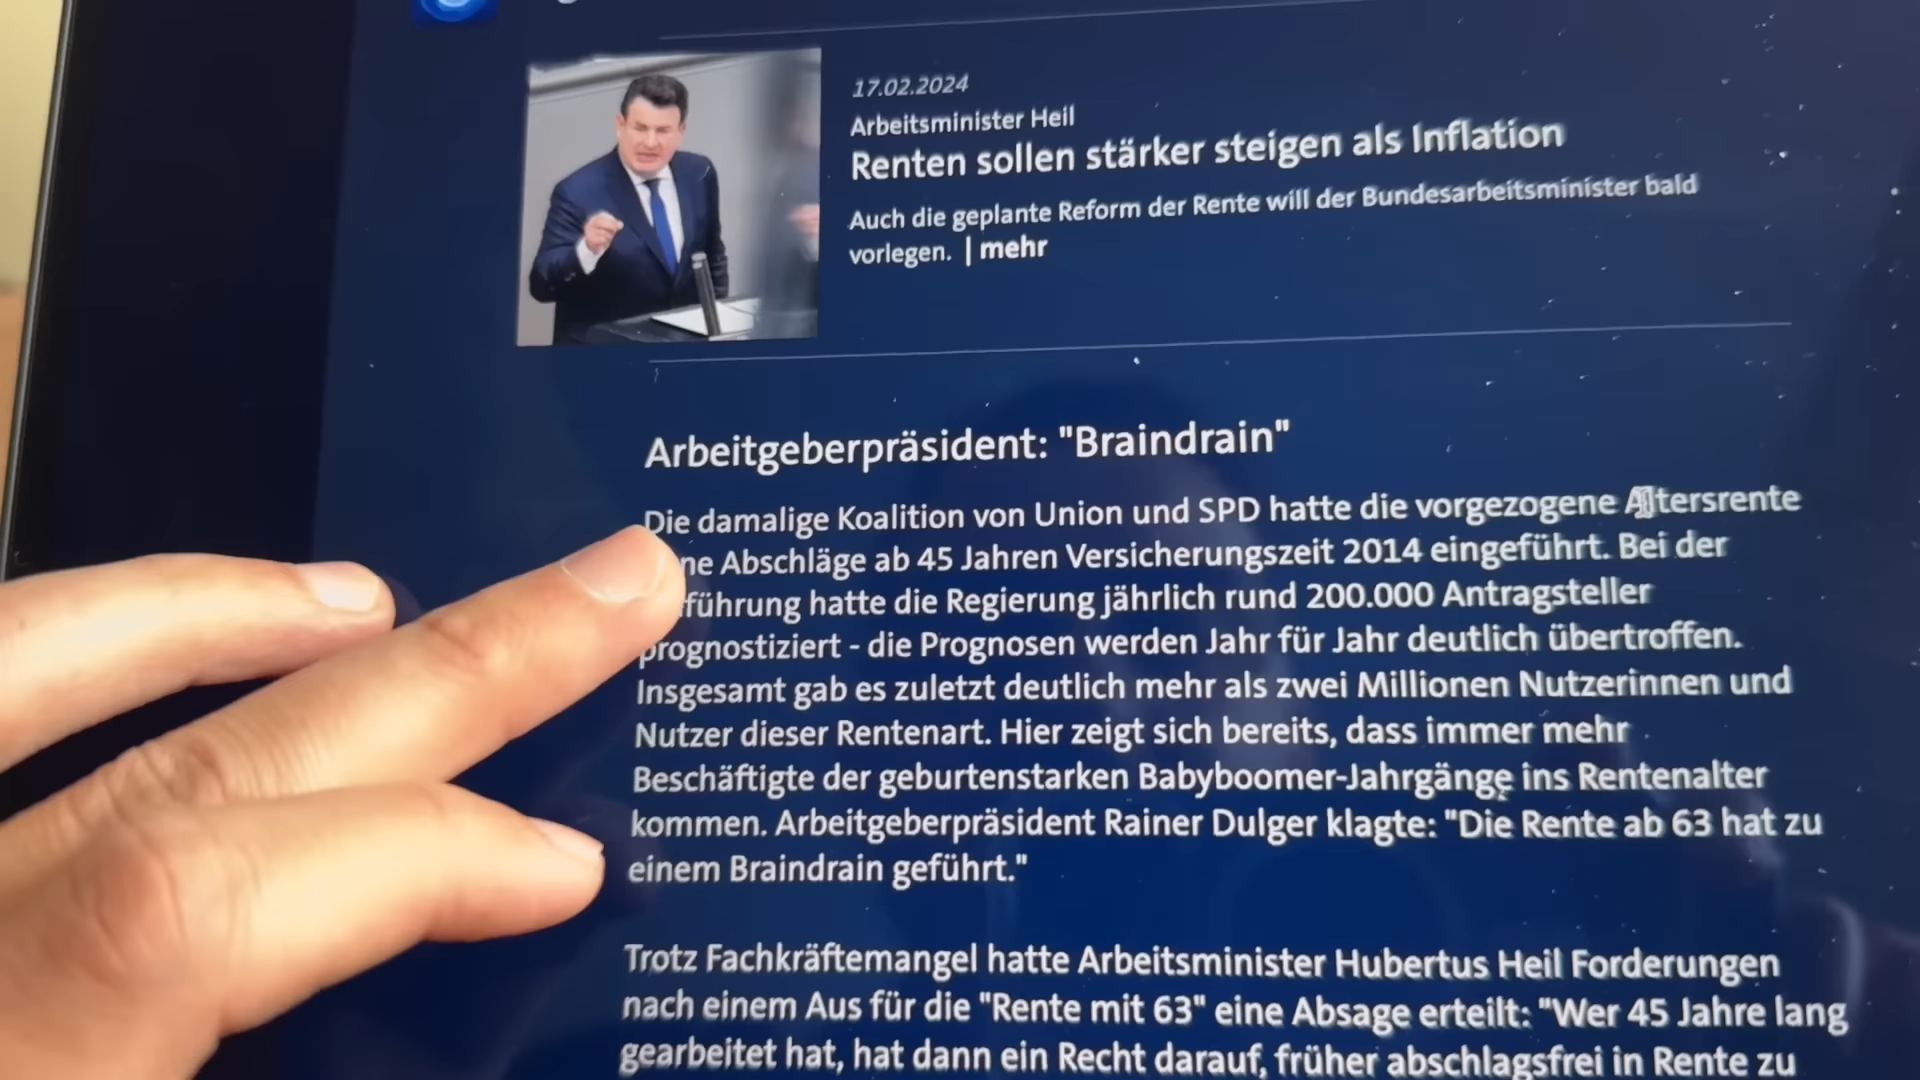 17.02.2024
Arbeitsminister Heil
Renten sollen stärker steigen als Inflation
Auch die geplante Reform der Rente will der Bundesarbeitsminister bald
vorlegen. | mehr
Arbeitgeberpräsident: "Braindrain"
Die damalige Koalition von Union und SPD hatte die vorgezogene Altersrente
ne Abschläge ab 45 Jahren Versicherungszeit 2014 eingeführt. Bei der
führung hatte die Regierung jährlich rund 200.000 Antragsteller
prognostiziert - die Prognosen werden Jahr für Jahr deutlich übertroffen.
Insgesamt gab es zuletzt deutlich mehr als zwei Millionen Nutzerinnen und
Nutzer dieser Rentenart. Hier zeigt sich bereits, dass immer mehr
Beschäftigte der geburtenstarken Babyboomer-Jahrgänge ins Rentenalter
kommen. Arbeitgeberpräsident Rainer Dulger klagte: "Die Rente ab 63 hat zu
einem Braindrain geführt."
Trotz Fachkräftemangel hatte Arbeitsminister Hubertus Heil Forderungen
nach einem Aus für die "Rente mit 63" eine Absage erteilt: "Wer 45 Jahre lang
gearbeitet hat, hat dann ein Recht darauf, früher abschlagsfrei in Rente zu